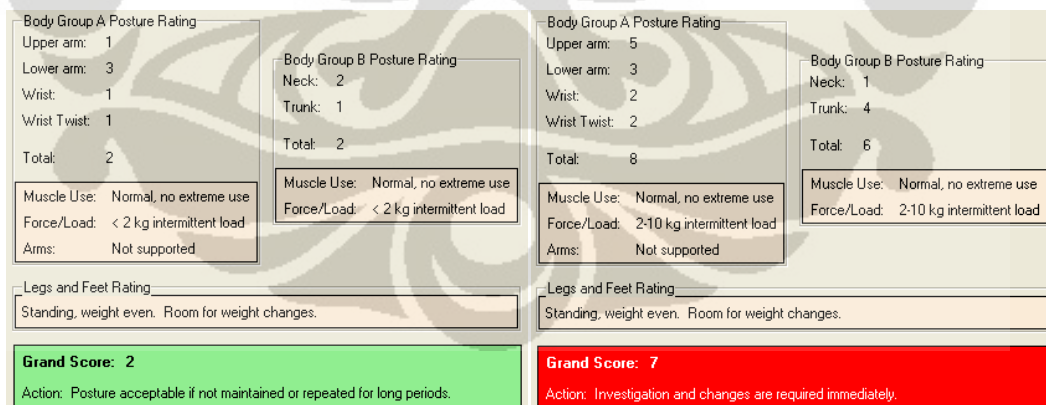 Body Group A Posture Rating
Upper arm: 1
Lower arm: 3
Wrist: 1
Wrist Twist: 1
Total: 2
Body Group B Posture Rating
Neck: 2
Trunk: 1
Total: 2
Muscle Use: Normal, no extreme use
Force/Load: < 2 kg intermittent load
Arms: Not supported
Muscle Use: Normal, no extreme use
Force/Load: < 2 kg intermittent load
Legs and Feet Rating
Standing, weight even. Room for weight changes.
Grand Score: 2
Action: Posture acceptable if not maintained or repeated for long periods.
Body Group A Posture Rating
Upper arm: 5
Lower arm: 3
Wrist: 2
Wrist Twist: 2
Total: 8
Body Group B Posture Rating
Neck: 1
Trunk: 4
Total: 6
Muscle Use: Normal, no extreme use
Force/Load: 2-10 kg intermittent load
Arms: Not supported
Muscle Use: Normal, no extreme use
Force/Load: 2-10 kg intermittent load
Legs and Feet Rating
Standing, weight even. Room for weight changes.
Grand Score: 7
Action: Investigation and changes are required immediately.